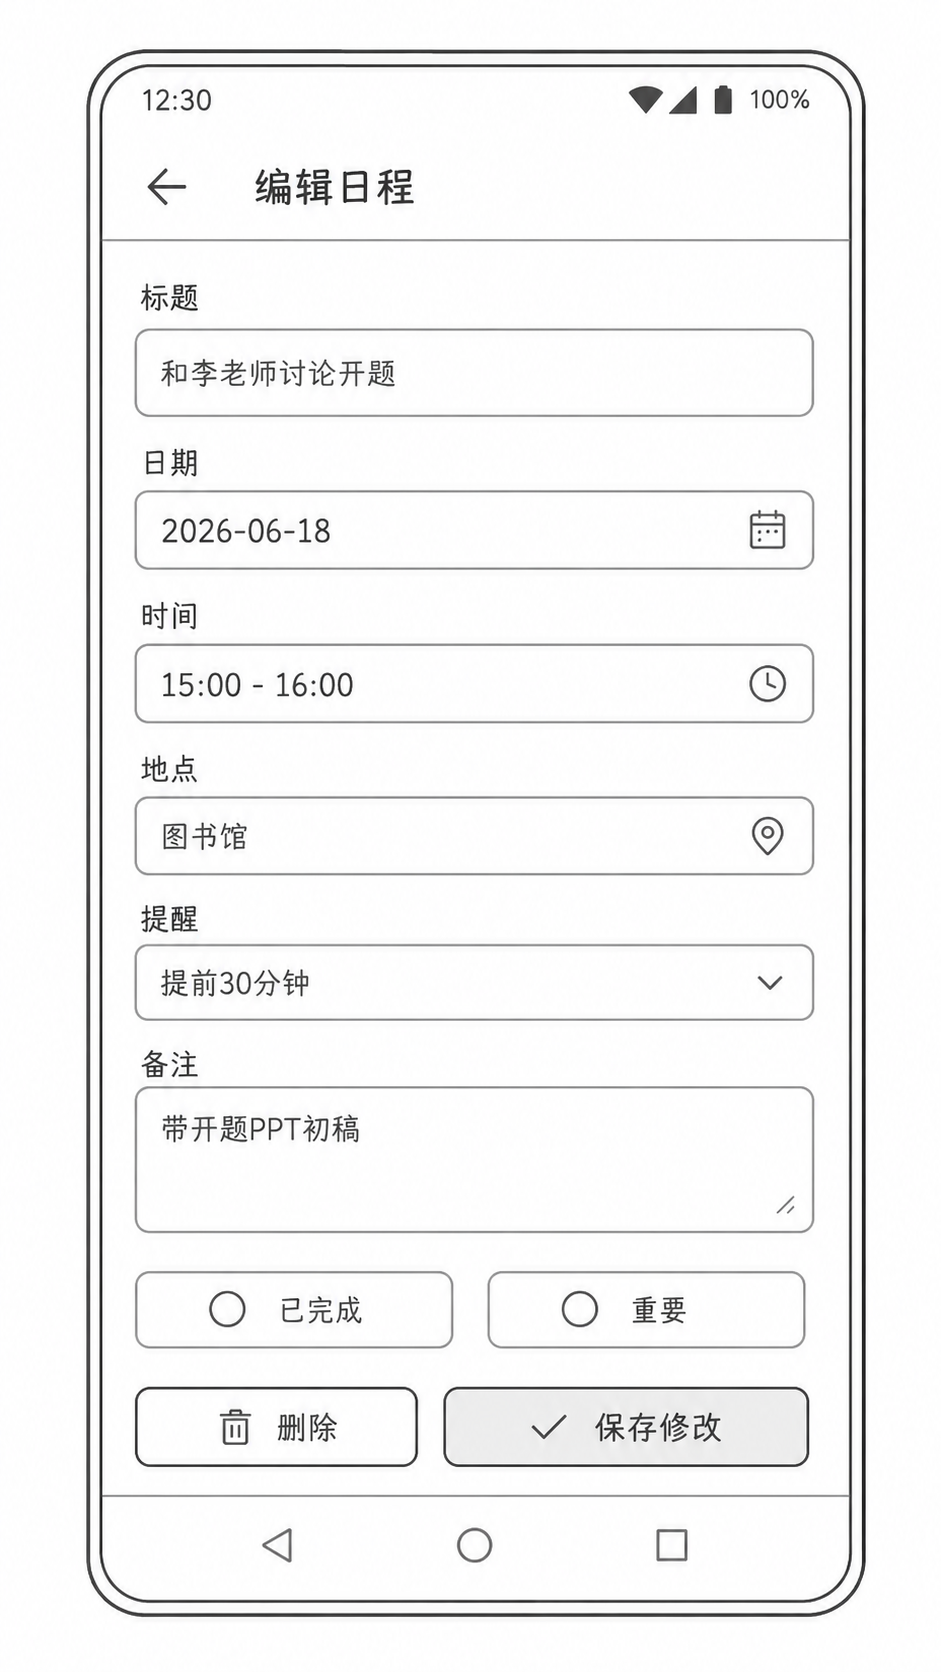 12:30 100%
编辑日程
标题
和李老师讨论开题
日期
2026-06-18
时间
15:00 - 16:00
地点
图书馆
提醒
提前30分钟
备注
带开题PPT初稿
已完成 重要
删除 保存修改